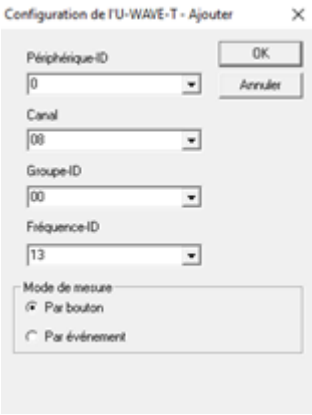 Configuration de l'U-WAVE-T - Ajouter
Périphérique-ID
OK
0
Annuler
Canal
08
Groupe-ID
00
Fréquence-ID
13
Mode de mesure
Par bouton
Par événement